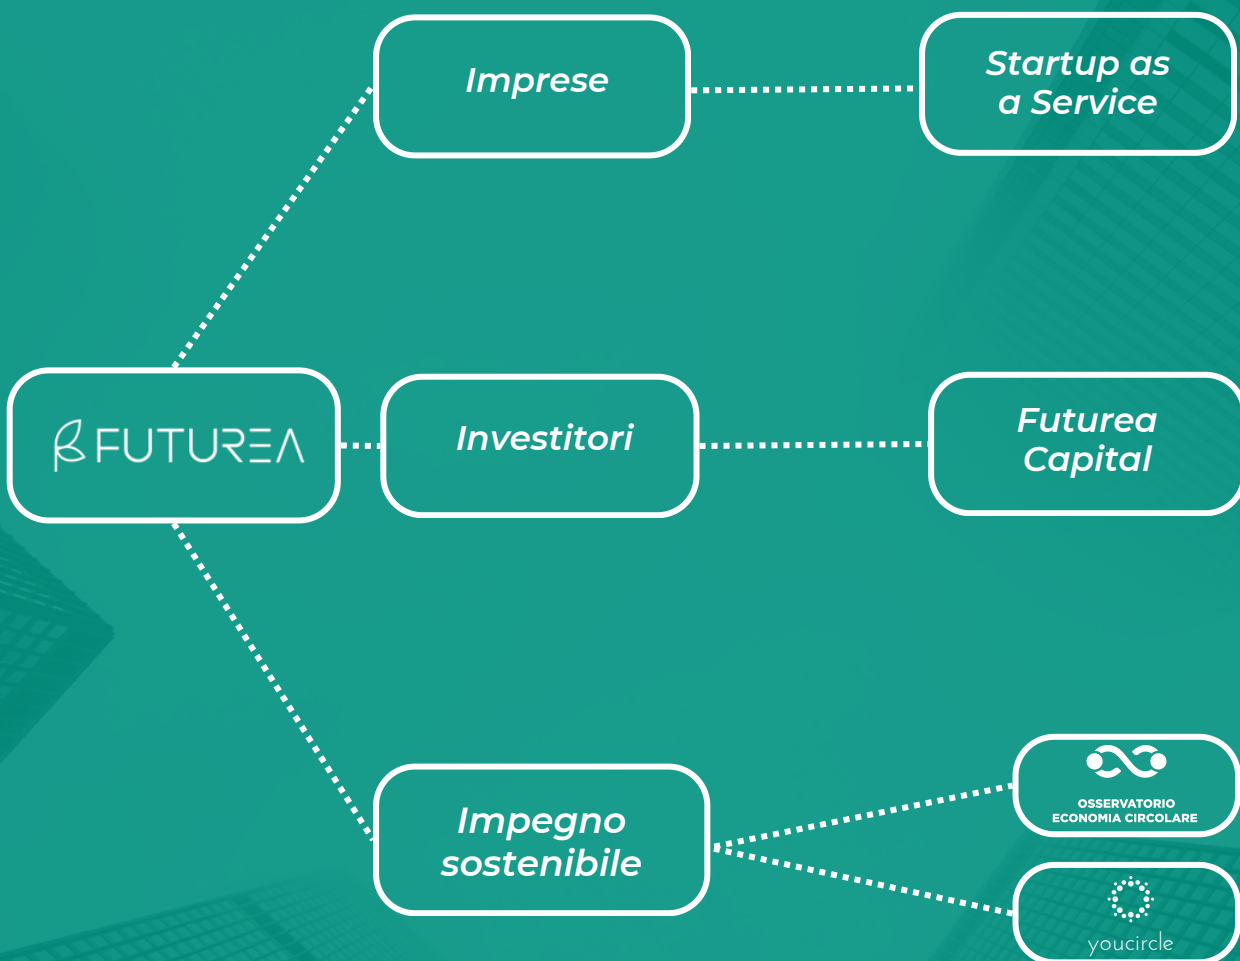 Imprese
Startup as
a Service
FUTUREA
Investitori
Futurea
Capital
Impegno
sostenibile
OSSERVATORIO
ECONOMIA CIRCOLARE
youcircle